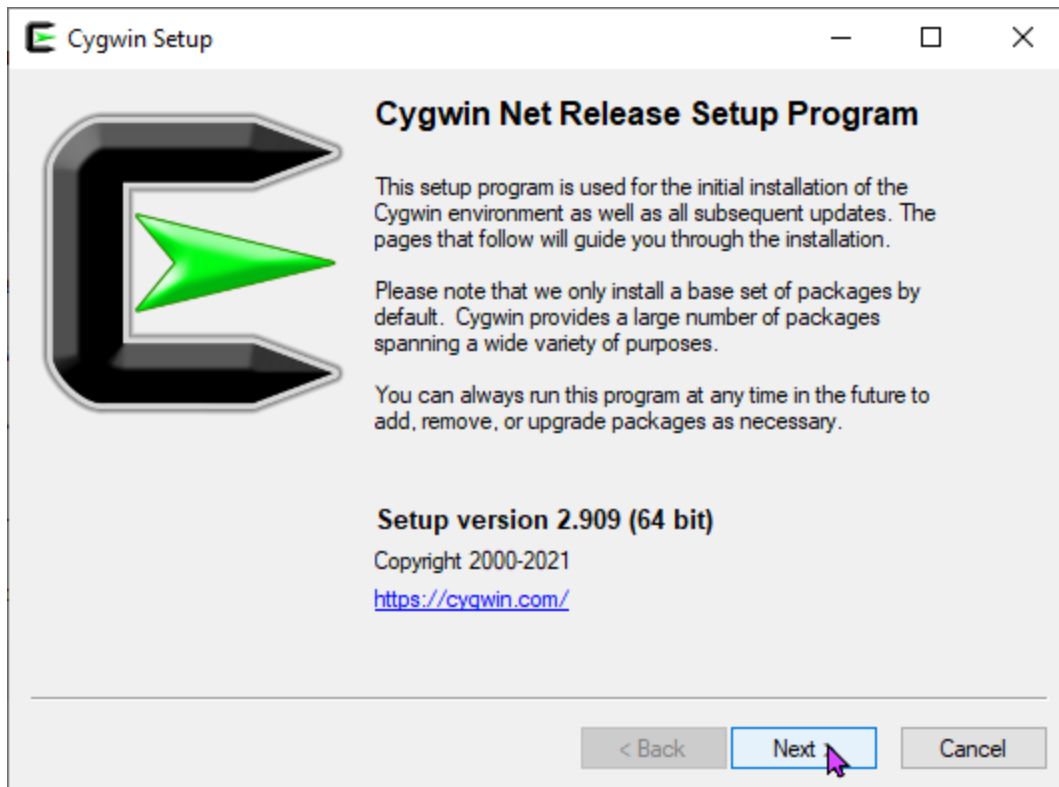 Cygwin Setup
Cygwin Net Release Setup Program
This setup program is used for the initial installation of the
Cygwin environment as well as all subsequent updates. The
pages that follow will guide you through the installation.
Please note that we only install a base set of packages by
default. Cygwin provides a large number of packages
spanning a wide variety of purposes.
You can always run this program at any time in the future to
add, remove, or upgrade packages as necessary.
Setup version 2.909 (64 bit)
Copyright 2000-2021
https://cygwin.com/
< Back
Next >
Cancel